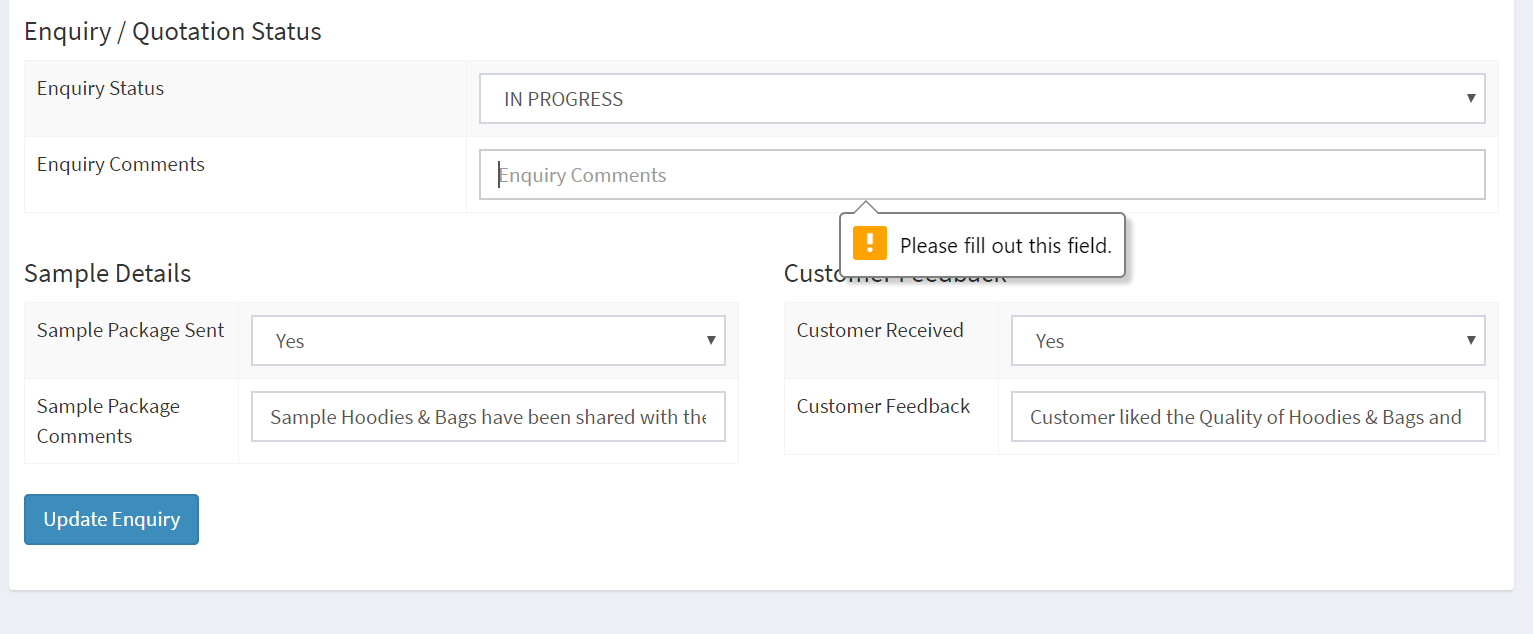 Enquiry / Quotation Status
Enquiry Status
IN PROGRESS
Enquiry Comments
Enquiry Comments
Please fill out this field.
Sample Details
Customer Feedback
Sample Package Sent
Yes
Customer Received
Yes
Sample Package
Comments
Sample Hoodies & Bags have been shared with the
Customer Feedback
Customer liked the Quality of Hoodies & Bags and
Update Enquiry